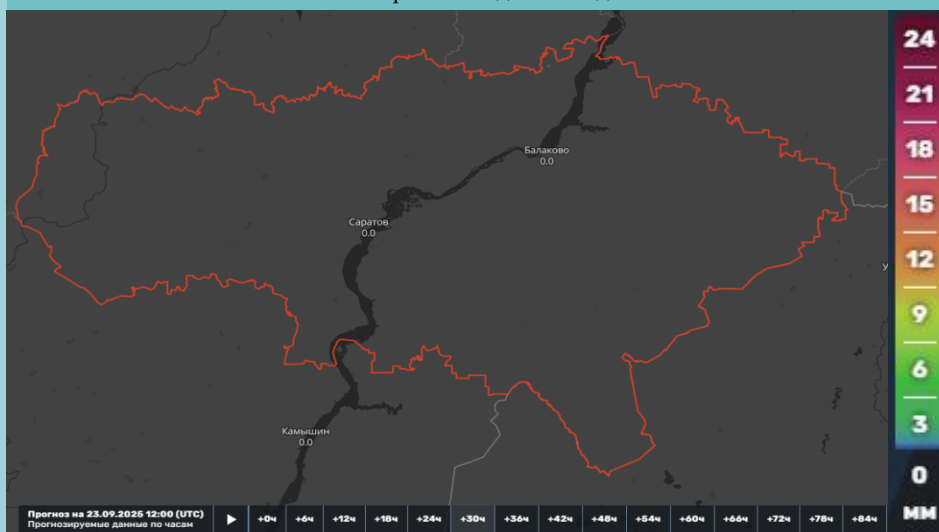 24
21
18
15
12
9
6
3
0
мм
Балаково
0.0
Саратов
0.0
Камышин
0.0
У
Прогноз на 23.09.2025 12:00 (UTC)
Прогнозируемые данные по часам
+0ч +6ч +12ч +18ч +24ч +30ч +36ч +42ч +48ч +54ч +60ч +66ч +72ч +78ч +84ч